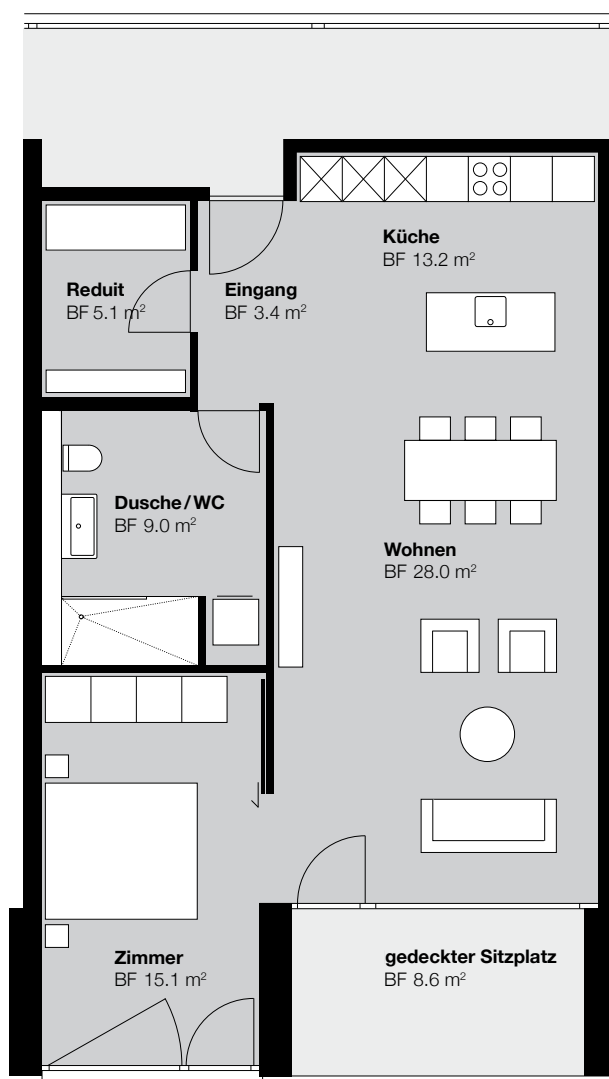 Küche
BF 13.2 m²
Reduit
BF 5.1 m²
Eingang
BF 3.4 m²
Dusche/WC
BF 9.0 m²
Wohnen
BF 28.0 m²
Zimmer
BF 15.1 m²
gedeckter Sitzplatz
BF 8.6 m²